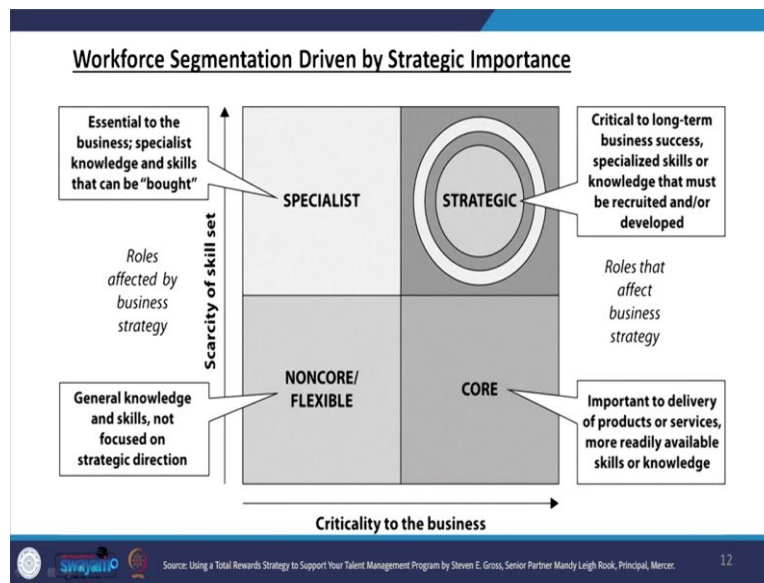 Workforce Segmentation Driven by Strategic Importance
Essential to the
business; specialist
knowledge and skills
that can be “bought”
SPECIALIST
STRATEGIC
Critical to long-term
business success,
specialized skills or
knowledge that must
be recruited and/or
developed
Roles
affected by
business
strategy
Scarcity of skill set
Roles that
affect
business
strategy
General knowledge
and skills, not
focused on
strategic direction
NONCORE/
FLEXIBLE
CORE
Important to delivery
of products or services,
more readily available
skills or knowledge
Criticality to the business
swayam
Source: Using a Total Rewards Strategy to Support Your Talent Management Program by Steven E. Gross, Senior Partner Mandy Leigh Rook, Principal, Mercer.
12